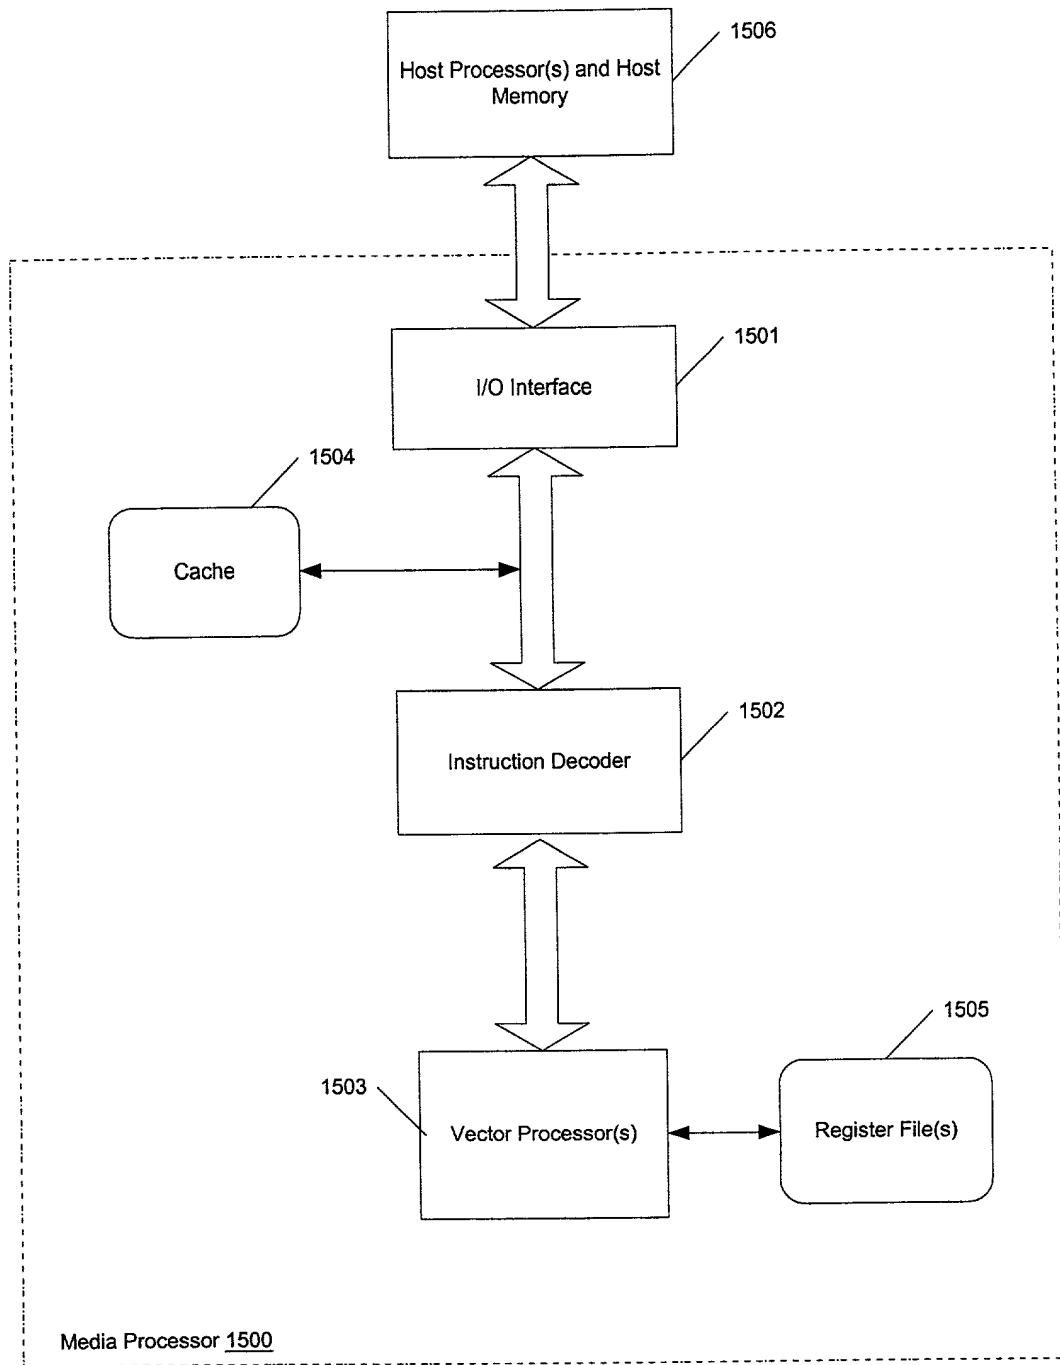 1506
Host Processor(s) and Host
Memory
1501
I/O Interface
1504
Cache
1502
Instruction Decoder
1505
1503
Vector Processor(s)
Register File(s)
Media Processor 1500